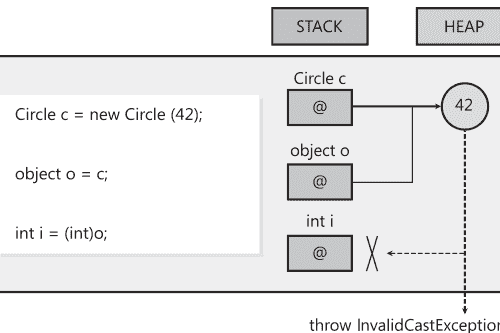 STACK
HEAP
Circle c = new Circle (42);
object o = c;
int i = (int)o;
Circle c
@
42
object o
@
int i
@
throw InvalidCastException